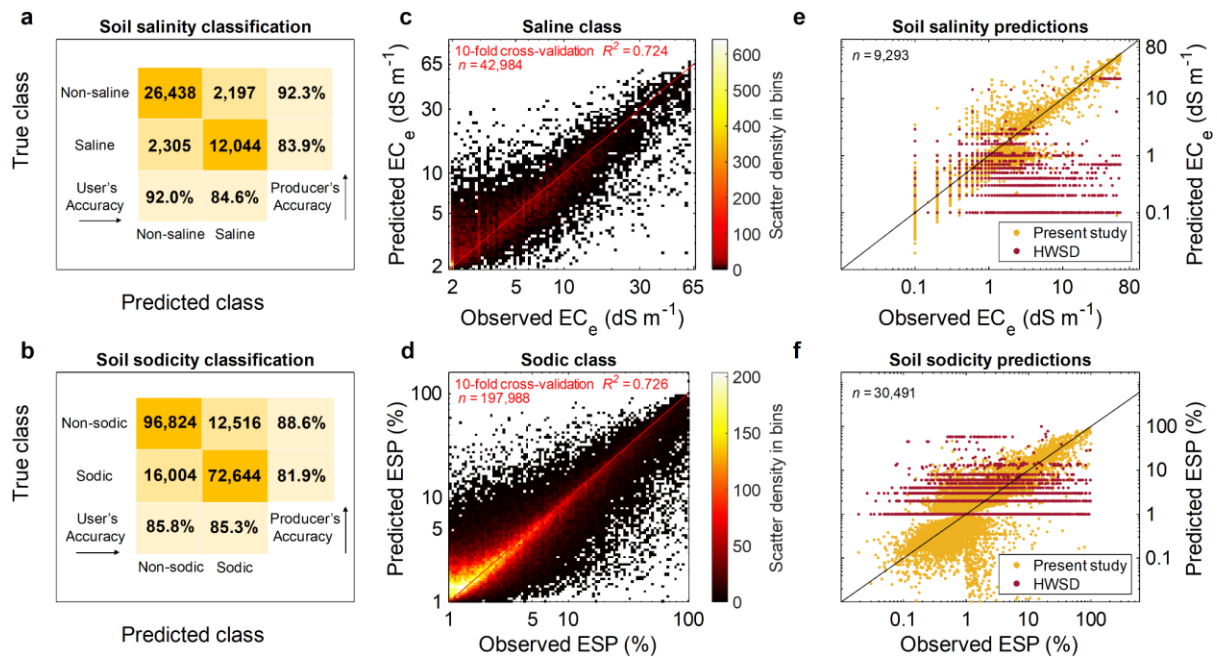 a
Soil salinity classification
True class
Non-saline 26,438 2,197 92.3%
Saline 2,305 12,044 83.9%
User's Accuracy 92.0% 84.6% Producer's Accuracy
Non-saline Saline
Predicted class
b
Soil sodicity classification
True class
Non-sodic 96,824 12,516 88.6%
Sodic 16,004 72,644 81.9%
User's Accuracy 85.8% 85.3% Producer's Accuracy
Non-sodic Sodic
Predicted class
c
Saline class
10-fold cross-validation R² = 0.724
n = 42,984
Predicted ECe (dS m⁻¹)
65
30
10
5
2
2 5 10 30 65
Observed ECe (dS m⁻¹)
600
500
400
300
200
100
0
Scatter density in bins
d
Sodic class
10-fold cross-validation R² = 0.726
n = 197,988
Predicted ESP (%)
100
10
5
1
1 5 10 100
Observed ESP (%)
200
150
100
50
0
Scatter density in bins
e
Soil salinity predictions
n = 9,293
80
10
1
0.1
Predicted ECe (dS m⁻¹)
Present study
HWSD
0.1 1 10 80
Observed ECe (dS m⁻¹)
f
Soil sodicity predictions
n = 30,491
100
10
1
0.1
Predicted ESP (%)
Present study
HWSD
0.1 1 10 100
Observed ESP (%)